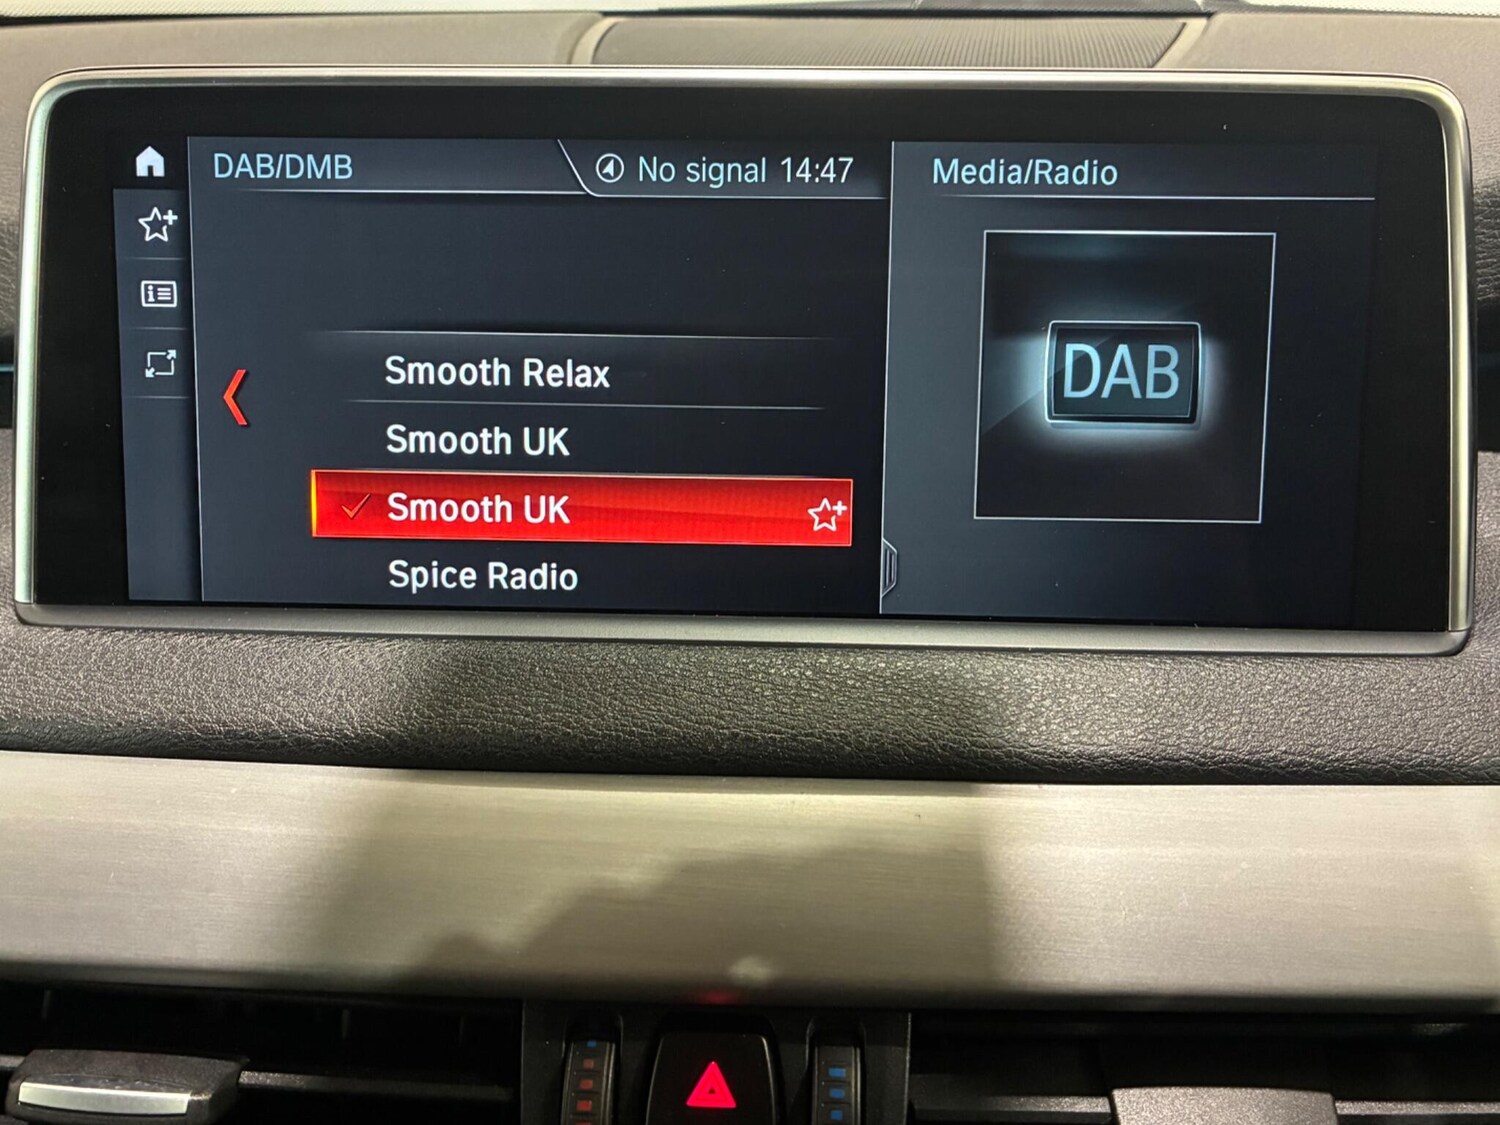 DAB/DMB
No signal 14:47
Media/Radio
Smooth Relax
Smooth UK
Smooth UK
Spice Radio
DAB